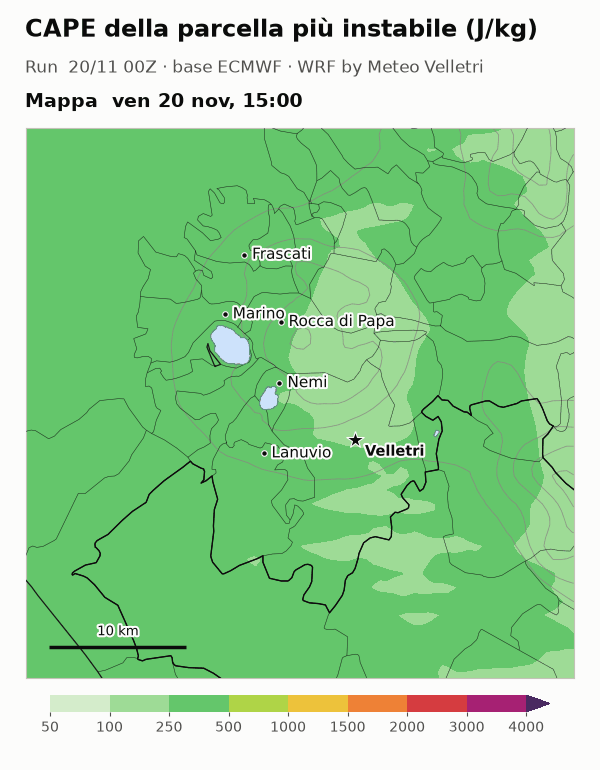 CAPE della parcella più instabile (J/kg)
Run  20/11 00Z · base ECMWF · WRF by Meteo Velletri
Mappa  ven 20 nov, 15:00
Frascati
Marino
Rocca di Papa
Nemi
Velletri
Lanuvio
10 km
50 100 250 500 1000 1500 2000 3000 4000